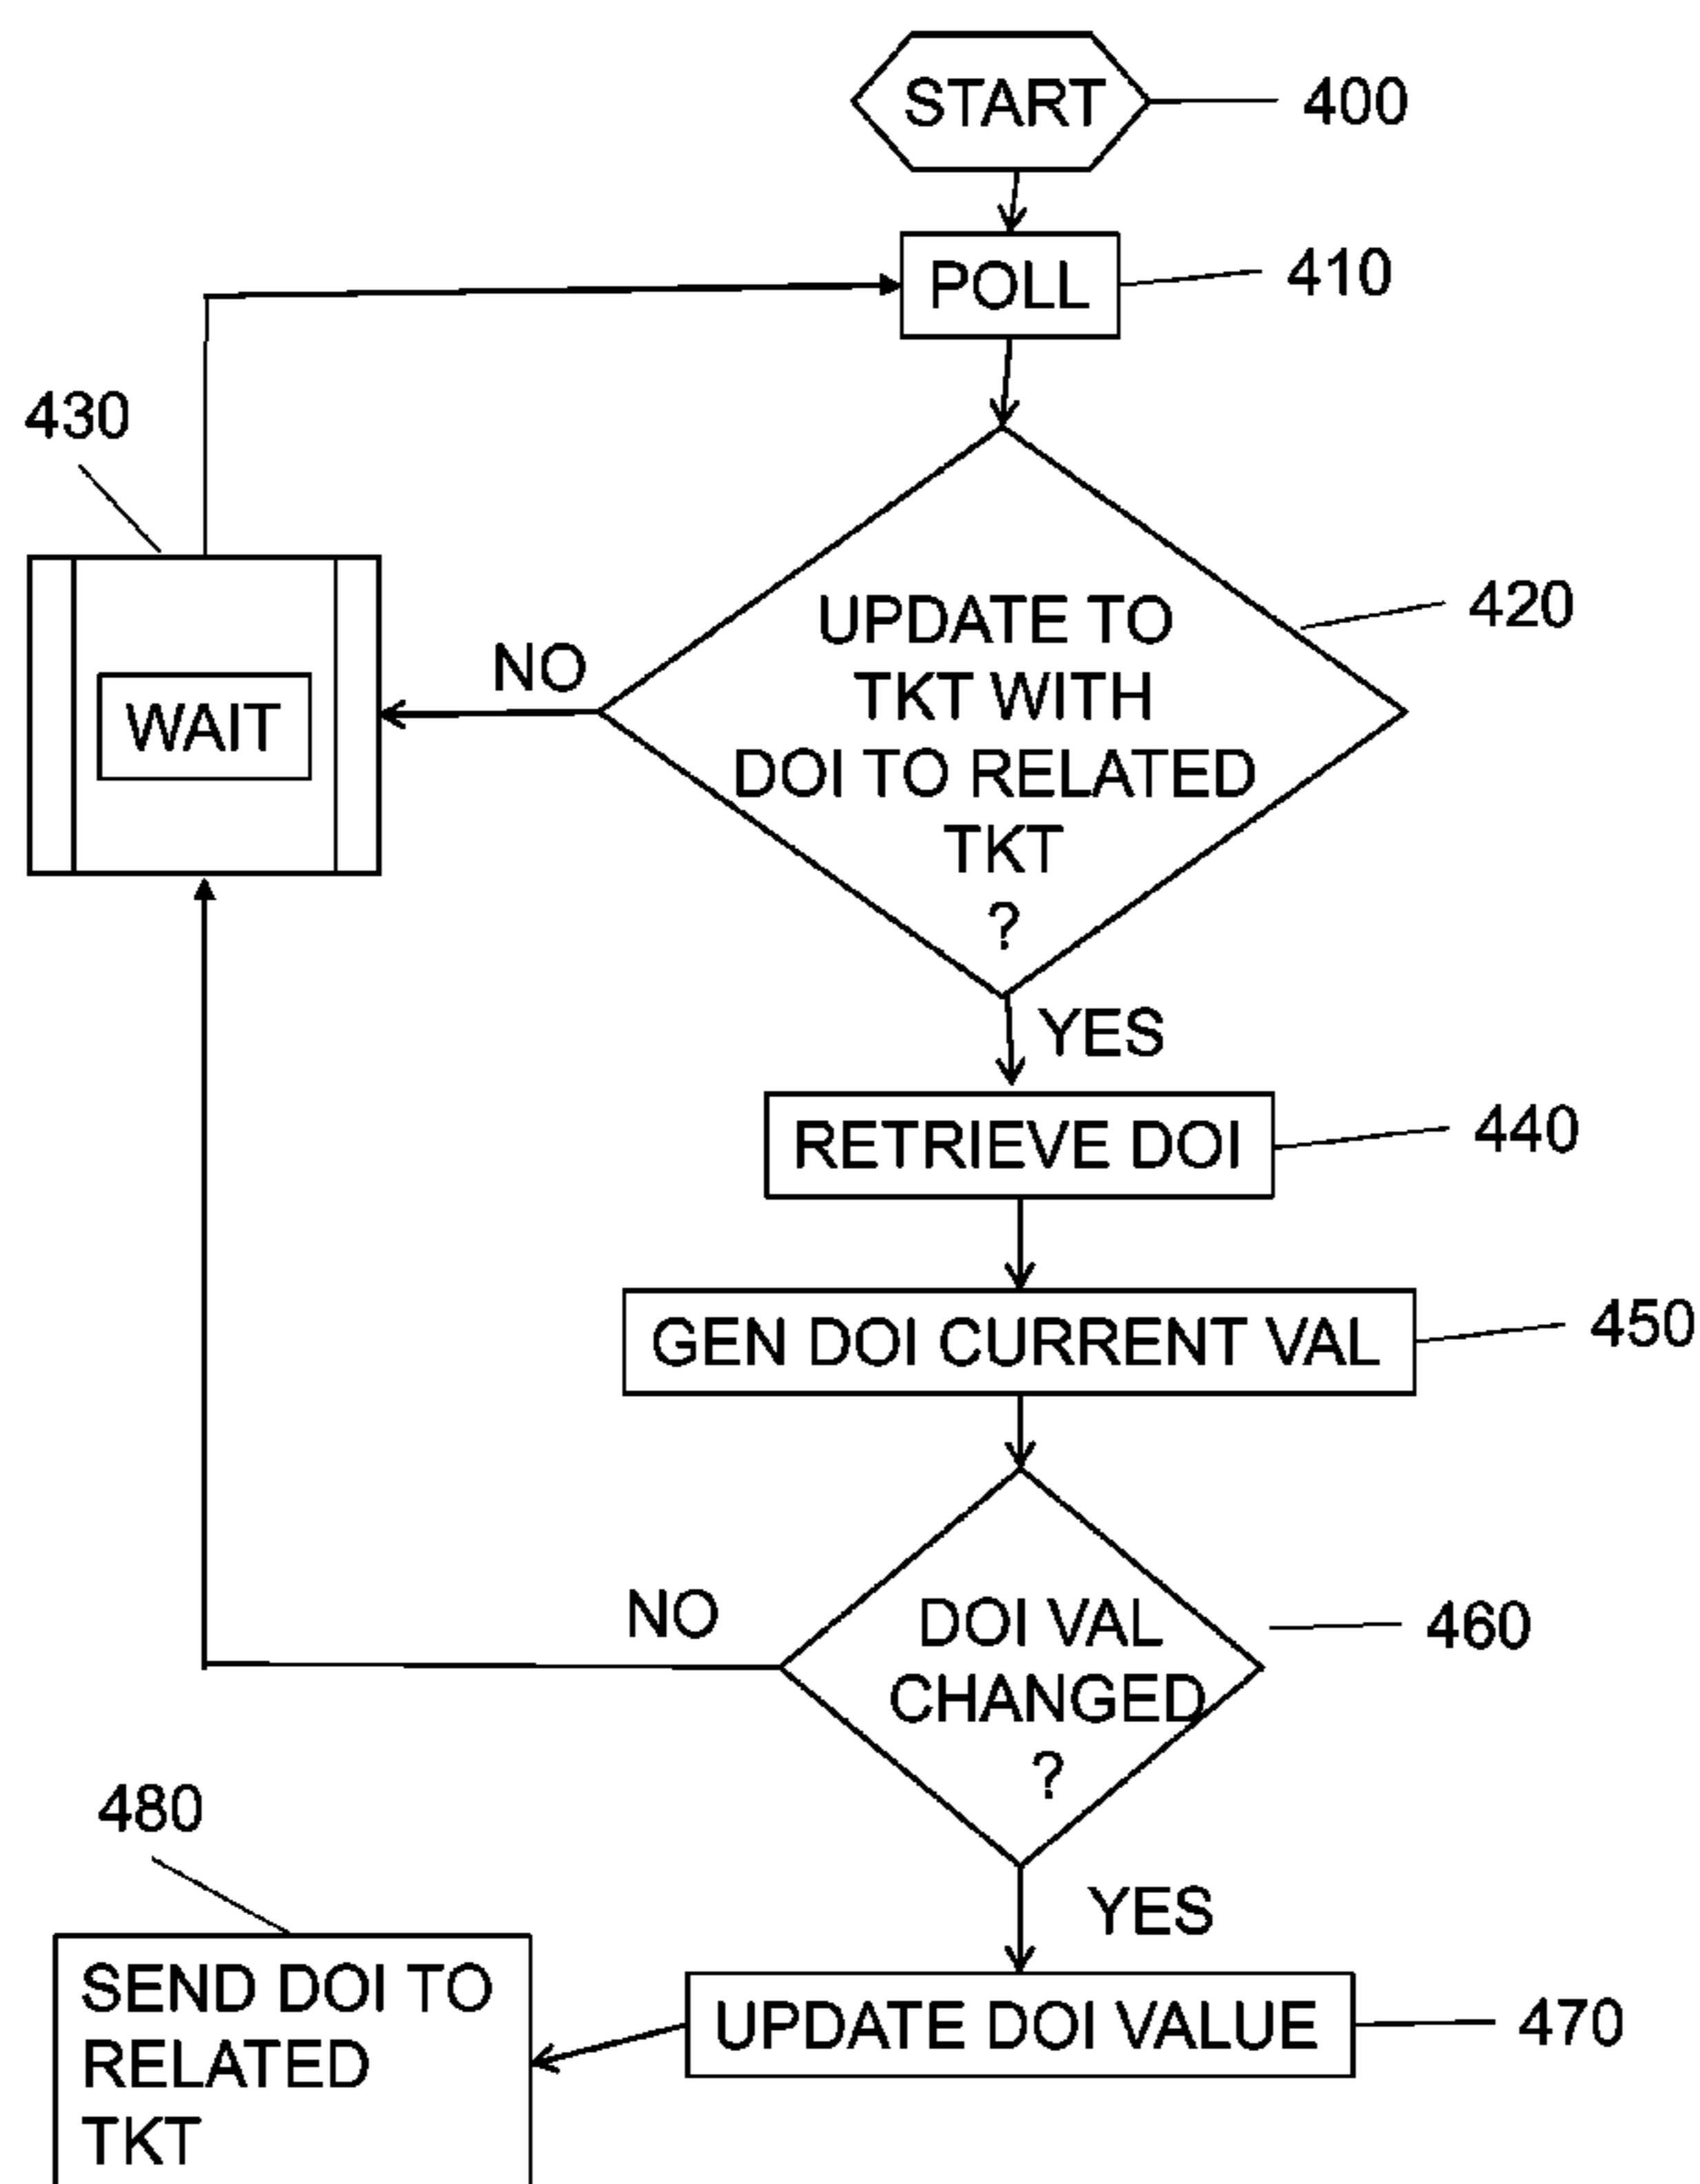 START
400
POLL
410
430
UPDATE TO
TKT WITH
DOI TO RELATED
TKT
?
420
NO
WAIT
YES
RETRIEVE DOI
440
GEN DOI CURRENT VAL
450
NO
DOI VAL
CHANGED
?
460
480
YES
SEND DOI TO
RELATED
TKT
UPDATE DOI VALUE
470